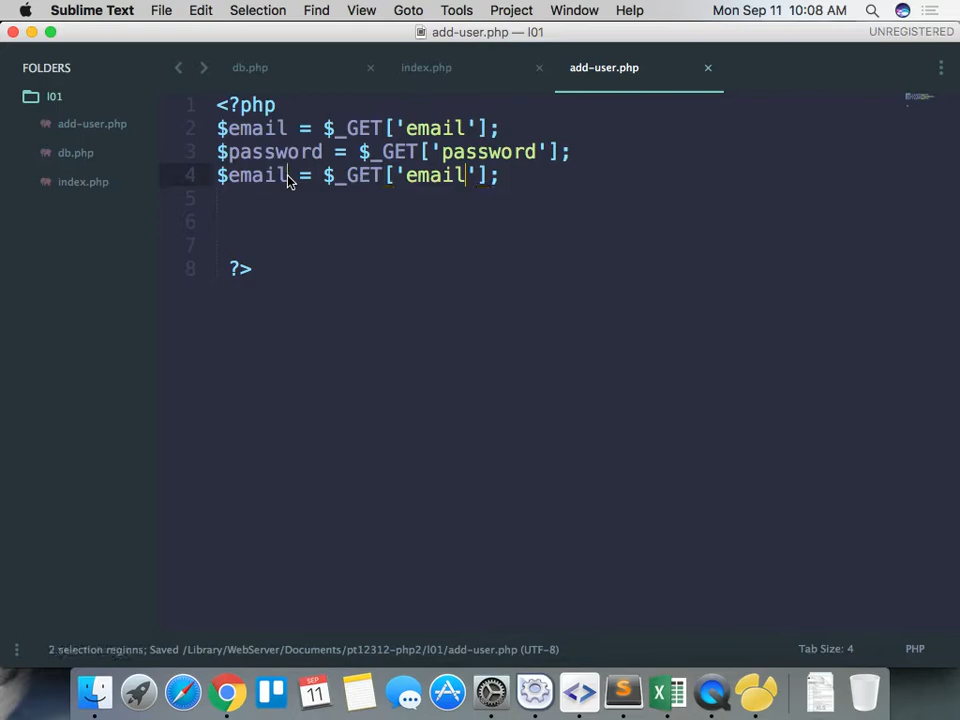 Sublime Text File Edit Selection Find View Goto Tools Project Window Help Mon Sep 11 10:08 AM
add-user.php — l01 UNREGISTERED
FOLDERS
l01
add-user.php
db.php
index.php
db.php × index.php × add-user.php ×
1 <?php
2 $email = $_GET['email'];
3 $password = $_GET['password'];
4 $email = $_GET['email'];
5
6
7
8 ?>
2 selection regions; Saved /Library/WebServer/Documents/pt12312-php2/l01/add-user.php (UTF-8) Tab Size: 4 PHP
SEP
11